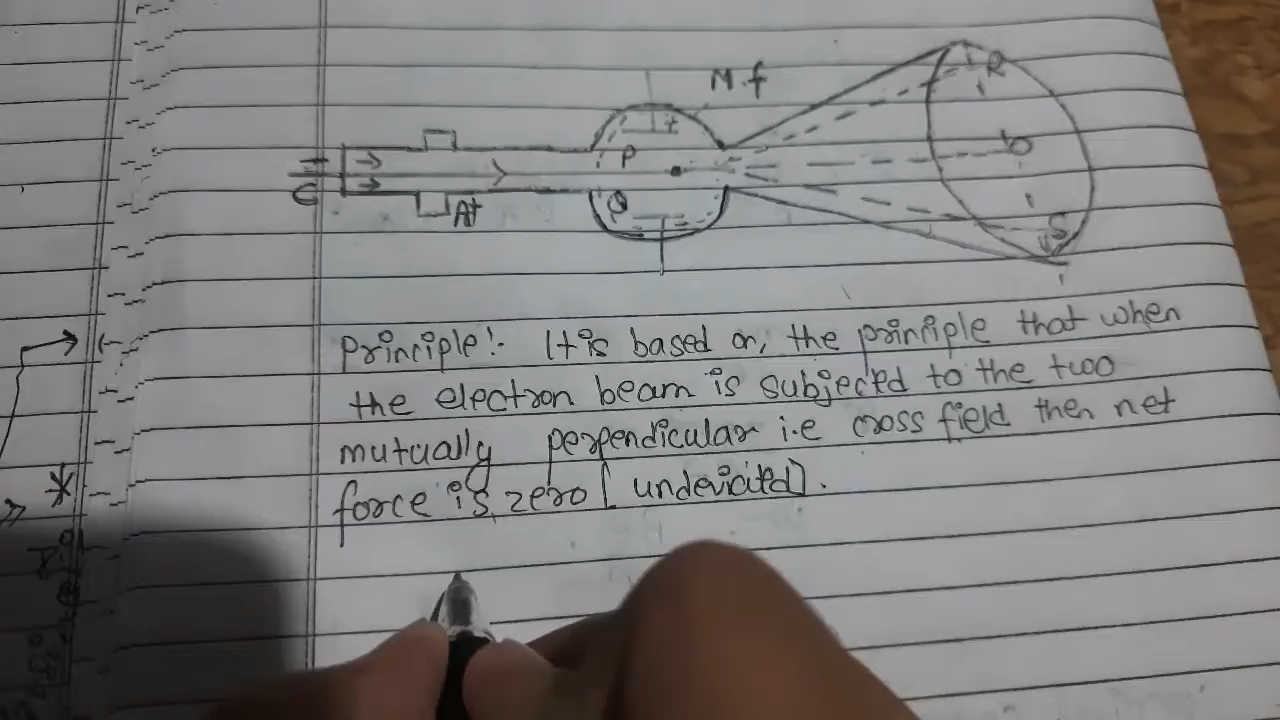 M.f
R
+
P
O
C
Q
At
S
principle:- It is based on, the principle that when
the electron beam is subjected to the two
mutually perpendicular i.e cross field then net
force is zero [ undevicited].